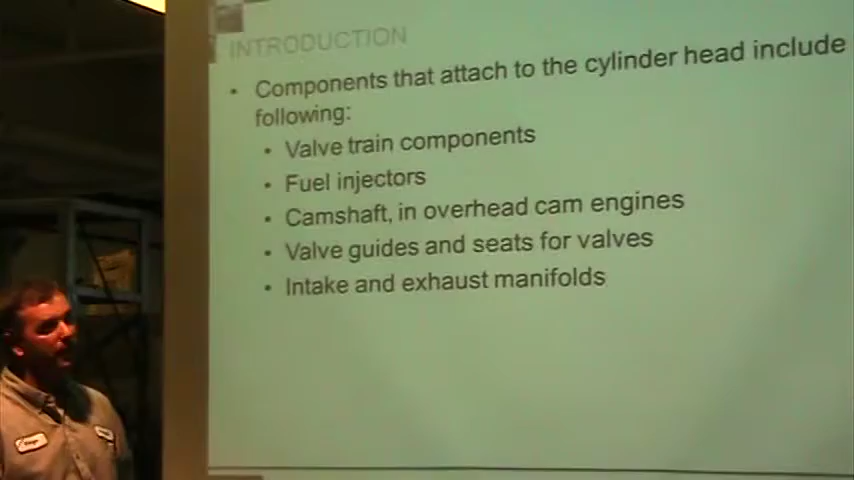 INTRODUCTION
• Components that attach to the cylinder head include
following:
• Valve train components
• Fuel injectors
• Camshaft, in overhead cam engines
• Valve guides and seats for valves
• Intake and exhaust manifolds